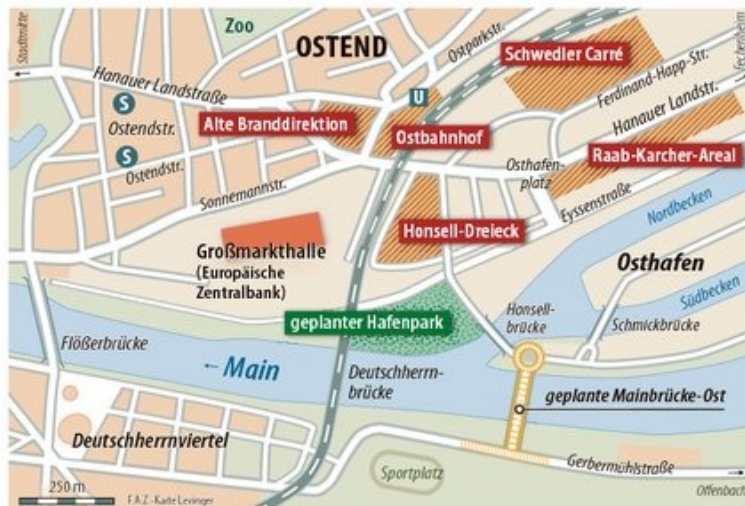 Stadtmitte
Zoo
OSTEND
Ostparkstr.
Schwedler Carré
Fechenheim
Hanauer Landstraße
S
Ostendstr.
U
Ferdinand-Happ-Str.
Hanauer Landstr.
Alte Branddirektion
Ostbahnhof
S
Ostendstr.
Osthafen-
platz
Raab-Karcher-Areal
Sonnemannstr.
Eyssenstraße
Nordbecken
Honsell-Dreieck
Großmarkthalle
(Europäische
Zentralbank)
Osthafen
Südbecken
geplanter Hafenpark
Honsell-
brücke
Schmickbrücke
Flößerbrücke
←Main
Deutschherrn-
brücke
geplante Mainbrücke-Ost
Deutschherrnviertel
Sportplatz
Gerbermühlstraße
Offenbach
250 m
F.A.Z.-Karte Levinger